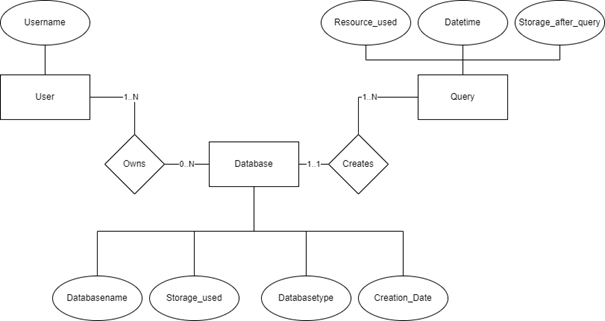 Username
Resource_used
Datetime
Storage_after_query
User
1..N
1..N
Query
Owns
0..N
Database
1..1
Creates
Databasename
Storage_used
Databasetype
Creation_Date